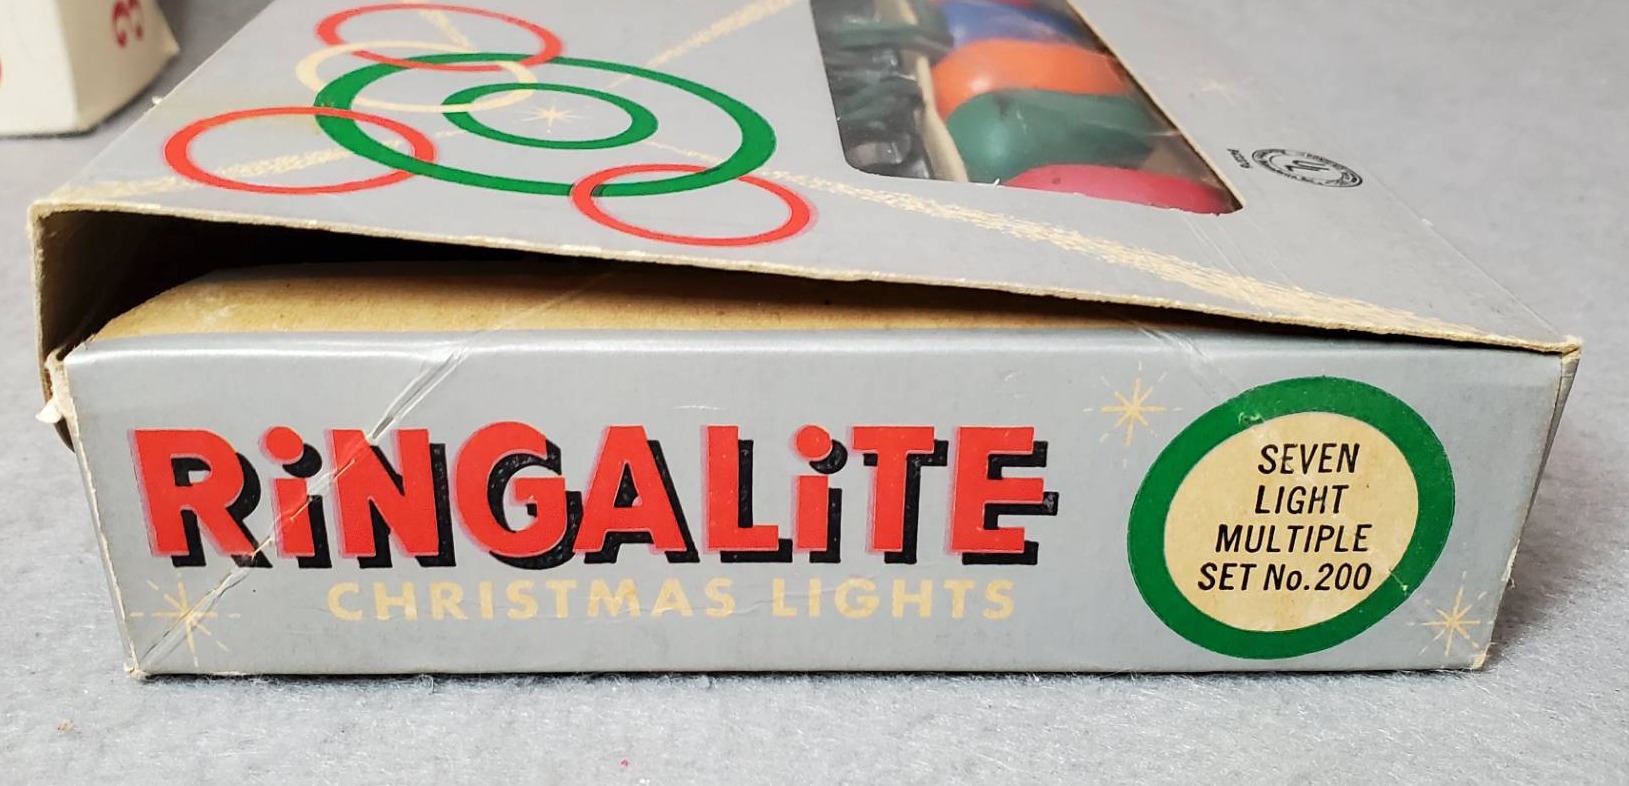 RiNGALiTE
CHRISTMAS LIGHTS
SEVEN
LIGHT
MULTIPLE
SET No.200